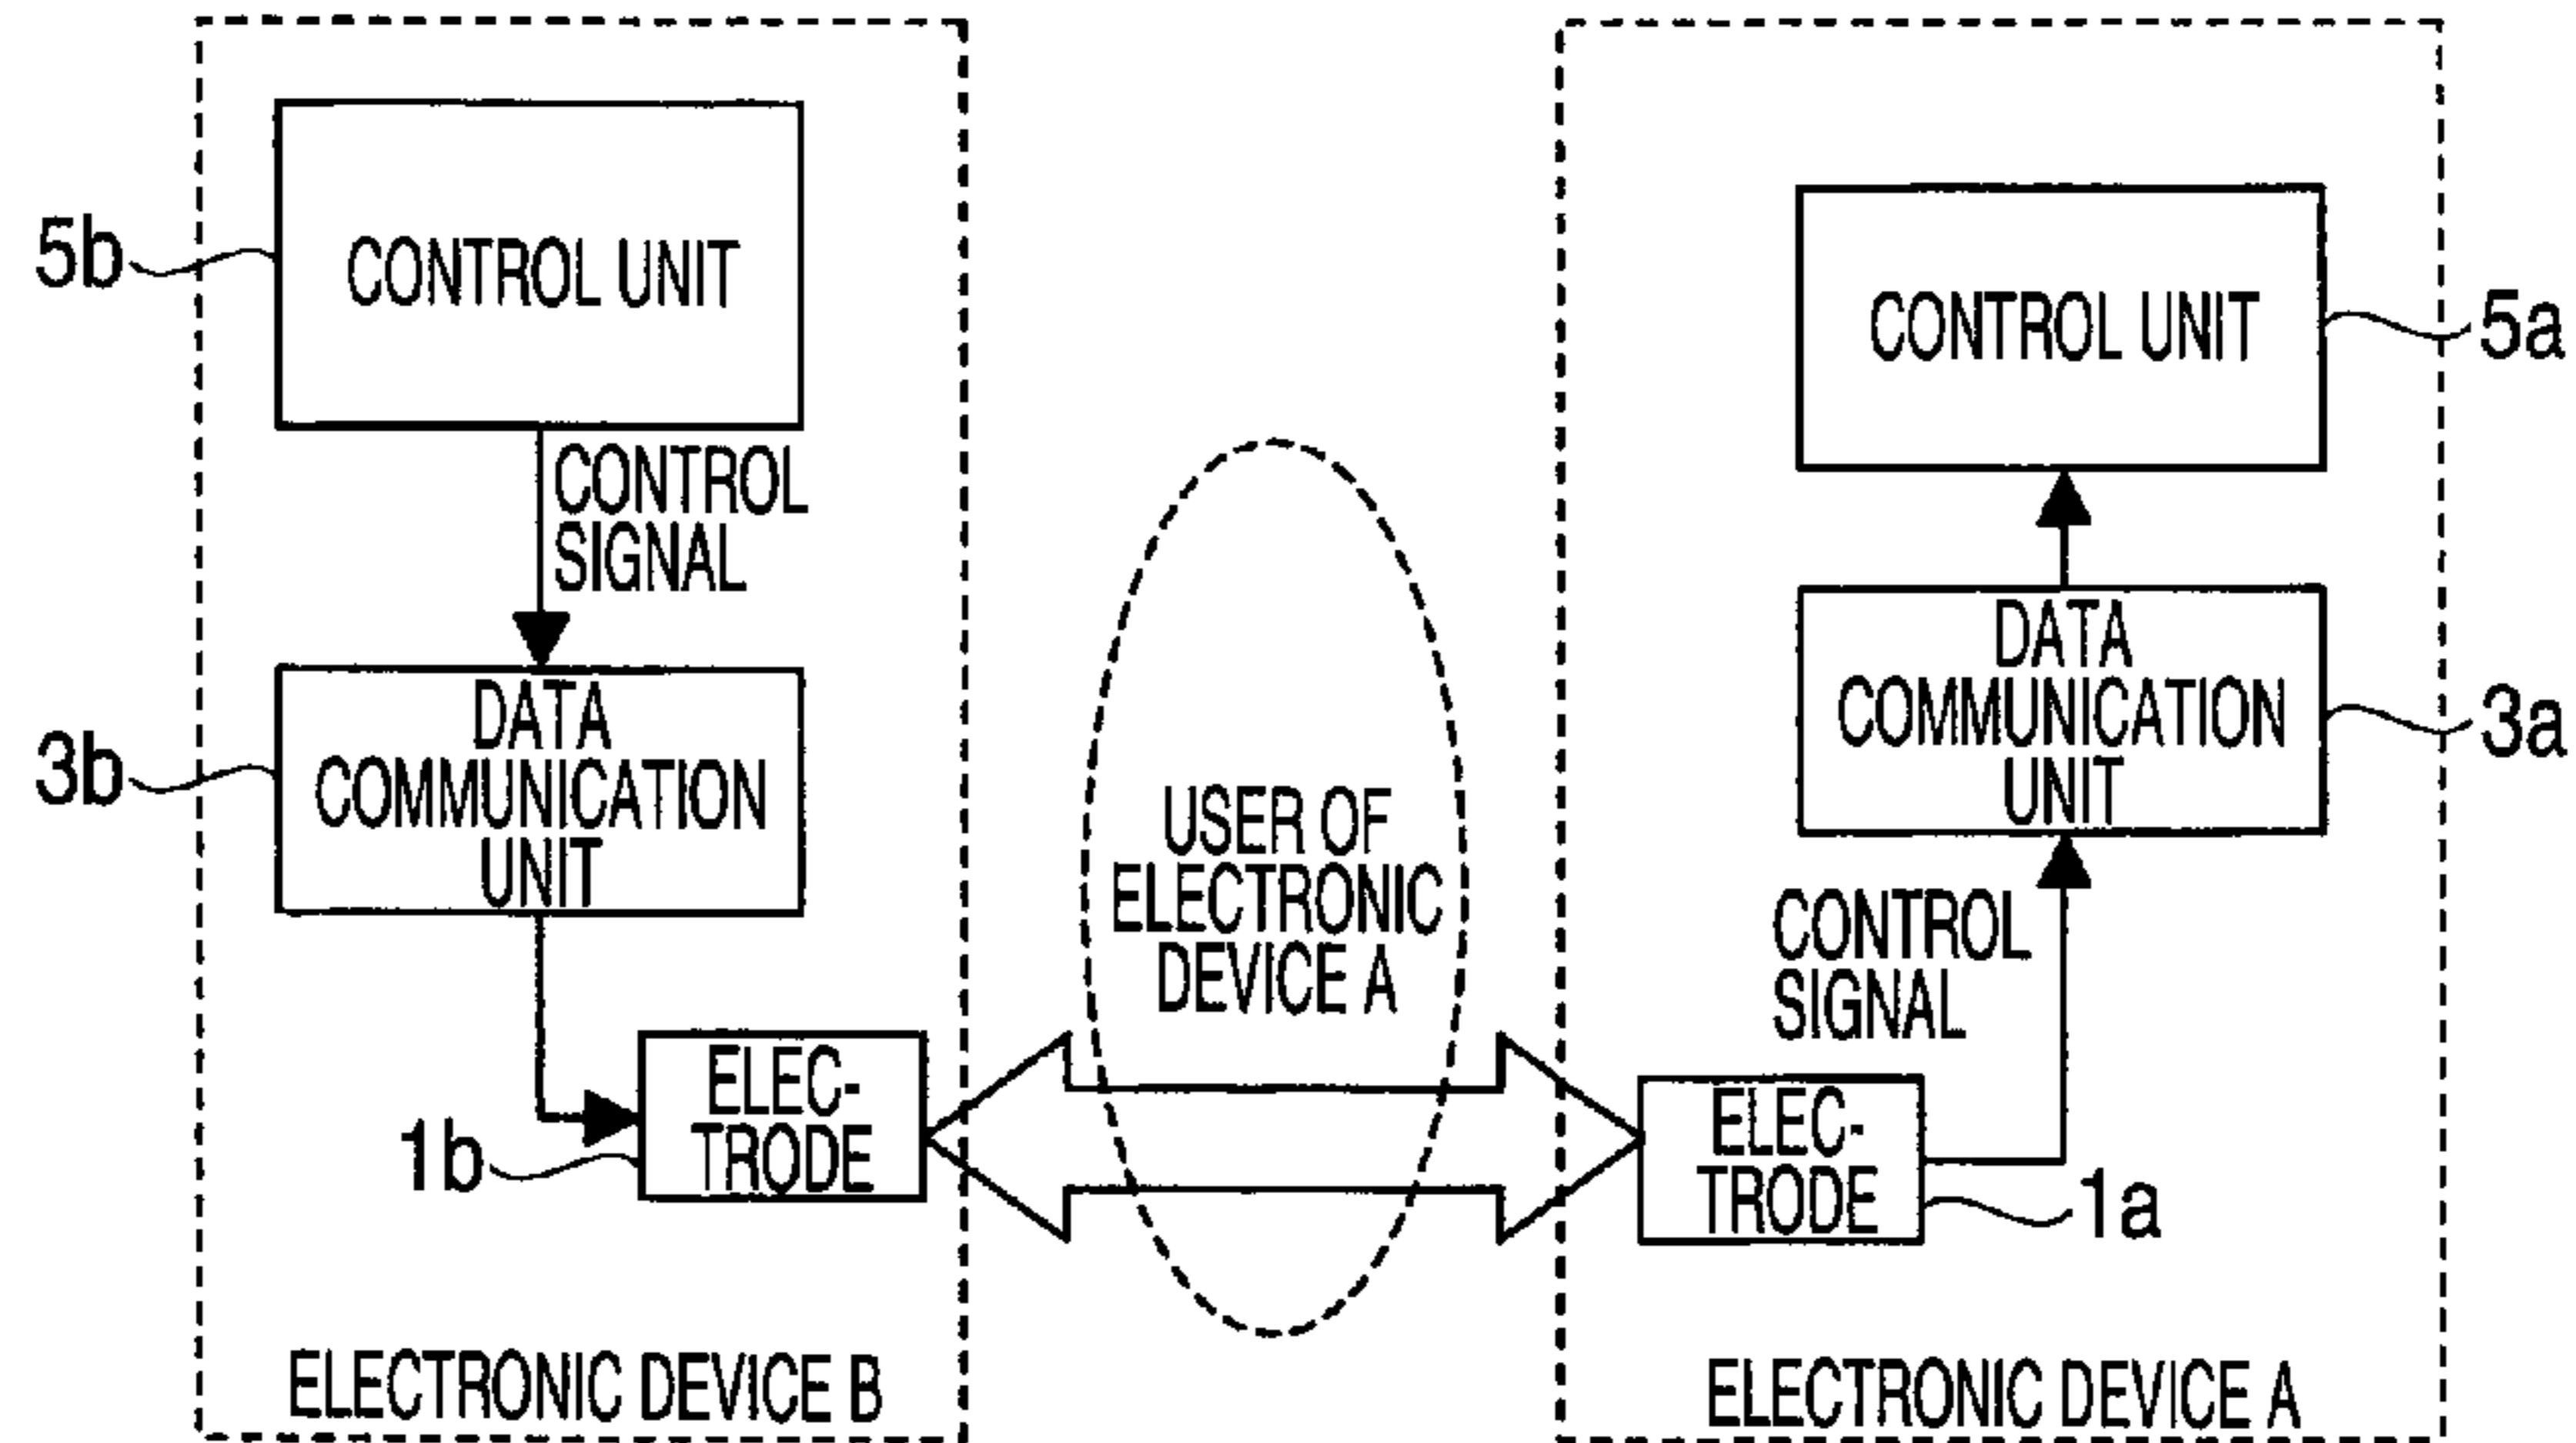 5b
CONTROL UNIT
CONTROL
SIGNAL
3b
DATA
COMMUNICATION
UNIT
1b
ELEC-
TRODE
ELECTRONIC DEVICE B
USER OF
ELECTRONIC
DEVICE A
CONTROL UNIT
5a
DATA
COMMUNICATION
UNIT
3a
CONTROL
SIGNAL
ELEC-
TRODE
1a
ELECTRONIC DEVICE A